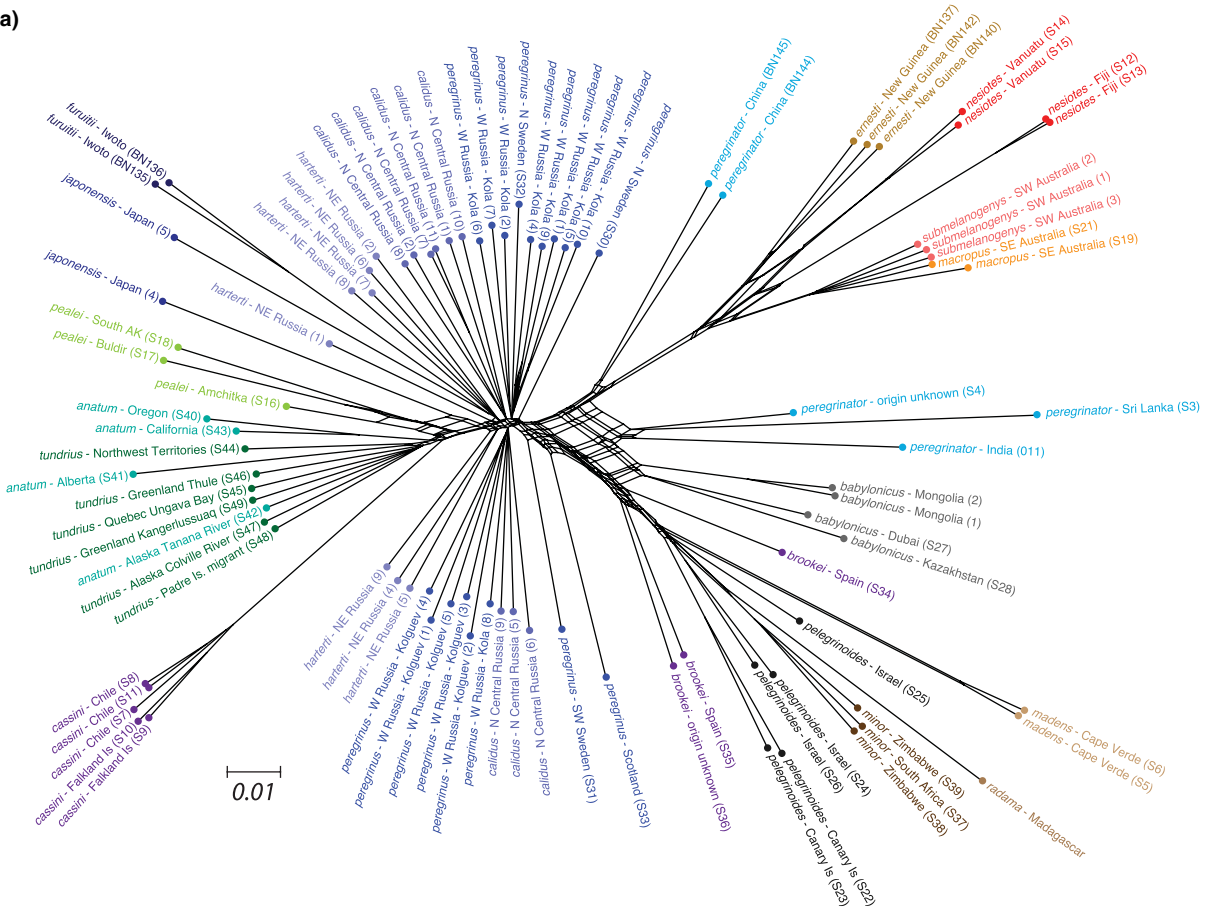 a)
furuiti - Iwoto (BN136)
furuiti - Iwoto (BN135)
japonensis - Japan (5)
japonensis - Japan (4)
pealei - South AK (S18)
pealei - Buldir (S17)
pealei - Amchitka (S16)
anatum - Oregon (S40)
anatum - California (S43)
tundrius - Northwest Territories (S44)
anatum - Alberta (S41)
tundrius - Greenland Thule (S46)
tundrius - Quebec Ungava Bay (S45)
tundrius - Greenland Kangerlussuaq (S49)
anatum - Alaska Tanana River (S42)
tundrius - Alaska Colville River (S47)
tundrius - Padre Is. migrant (S48)
cassini - Chile (S8)
cassini - Chile (S11)
cassini - Chile (S7)
cassini - Falkland Is (S10)
cassini - Falkland Is (S9)
harterti - NE Russia (1)
harterti - NE Russia (8)
harterti - NE Russia (7)
harterti - NE Russia (6)
harterti - NE Russia (2)
calidus - N Central Russia (8)
calidus - N Central Russia (2)
calidus - N Central Russia (7)
calidus - N Central Russia (11)
calidus - N Central Russia (1)
calidus - N Central Russia (10)
peregrinus - W Russia - Kola (6)
peregrinus - W Russia - Kola (7)
peregrinus - W Russia - Kola (2)
peregrinus - N Sweden (S32)
peregrinus - W Russia - Kola (4)
peregrinus - W Russia - Kola (9)
peregrinus - W Russia - Kola (1)
peregrinus - W Russia - Kola (5)
peregrinus - W Russia - Kola (10)
peregrinus - N Sweden (S30)
peregrinator - China (BN145)
peregrinator - China (BN144)
ernesti - New Guinea (BN137)
ernesti - New Guinea (BN142)
ernesti - New Guinea (BN140)
nesiotes - Vanuatu (S14)
nesiotes - Vanuatu (S15)
nesiotes - Fiji (S12)
nesiotes - Fiji (S13)
submelanogenys - SW Australia (2)
submelanogenys - SW Australia (1)
submelanogenys - SW Australia (3)
macropus - SE Australia (S21)
macropus - SE Australia (S19)
peregrinator - origin unknown (S4)
peregrinator - Sri Lanka (S3)
peregrinator - India (011)
babylonicus - Mongolia (2)
babylonicus - Mongolia (1)
babylonicus - Dubai (S27)
babylonicus - Kazakhstan (S28)
brookei - Spain (S34)
pelegrinoides - Israel (S25)
madens - Cape Verde (S6)
madens - Cape Verde (S5)
radama - Madagascar
minor - Zimbabwe (S39)
minor - South Africa (S37)
minor - Zimbabwe (S38)
pelegrinoides - Israel (S24)
pelegrinoides - Israel (S26)
pelegrinoides - Canary Is (S22)
pelegrinoides - Canary Is (S23)
brookei - Spain (S35)
brookei - origin unknown (S36)
peregrinus - Scotland (S33)
peregrinus - SW Sweden (S31)
calidus - N Central Russia (6)
calidus - N Central Russia (5)
calidus - N Central Russia (9)
peregrinus - W Russia - Kola (8)
peregrinus - W Russia - Kolguev (2)
peregrinus - W Russia - Kolguev (3)
peregrinus - W Russia - Kolguev (5)
peregrinus - W Russia - Kolguev (1)
peregrinus - W Russia - Kolguev (4)
harterti - NE Russia (5)
harterti - NE Russia (4)
harterti - NE Russia (9)
0.01